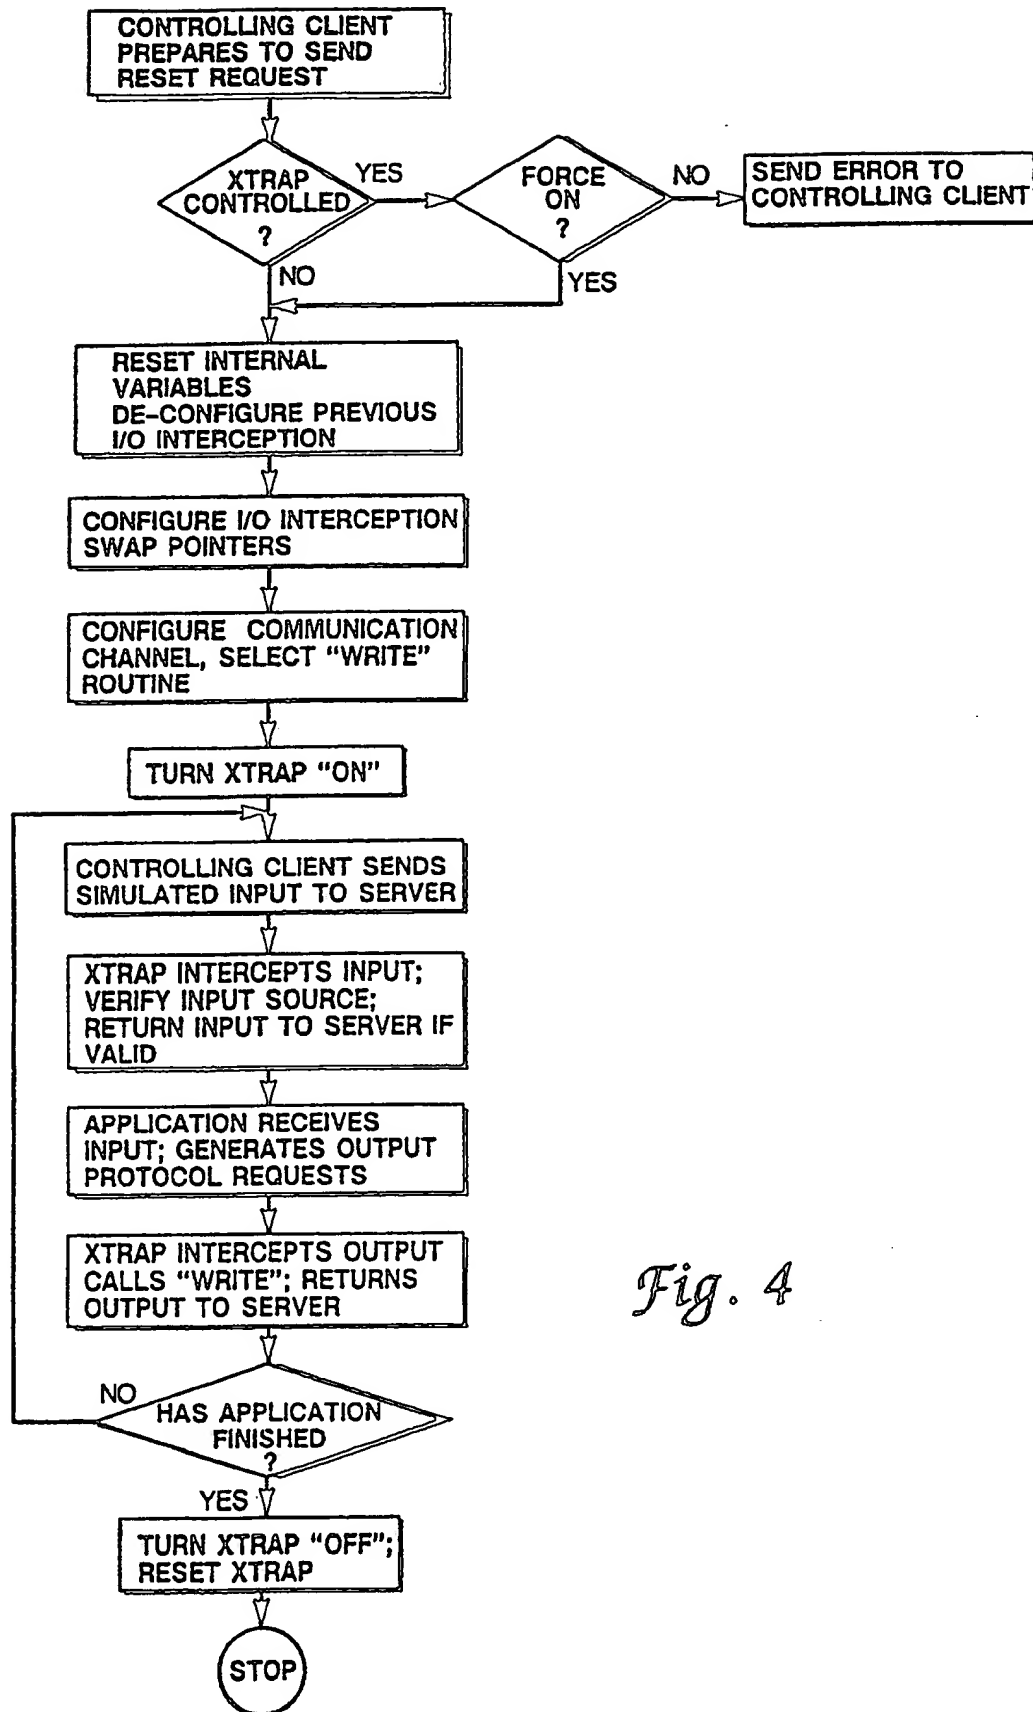 CONTROLLING CLIENT
PREPARES TO SEND
RESET REQUEST
XTRAP
CONTROLLED
?
YES
FORCE
ON
?
NO
SEND ERROR TO
CONTROLLING CLIENT
NO
YES
RESET INTERNAL
VARIABLES
DE-CONFIGURE PREVIOUS
I/O INTERCEPTION
CONFIGURE I/O INTERCEPTION
SWAP POINTERS
CONFIGURE COMMUNICATION
CHANNEL, SELECT "WRITE"
ROUTINE
TURN XTRAP "ON"
CONTROLLING CLIENT SENDS
SIMULATED INPUT TO SERVER
XTRAP INTERCEPTS INPUT;
VERIFY INPUT SOURCE;
RETURN INPUT TO SERVER IF
VALID
APPLICATION RECEIVES
INPUT; GENERATES OUTPUT
PROTOCOL REQUESTS
XTRAP INTERCEPTS OUTPUT
CALLS "WRITE"; RETURNS
OUTPUT TO SERVER
Fig. 4
NO
HAS APPLICATION
FINISHED
?
YES
TURN XTRAP "OFF";
RESET XTRAP
STOP